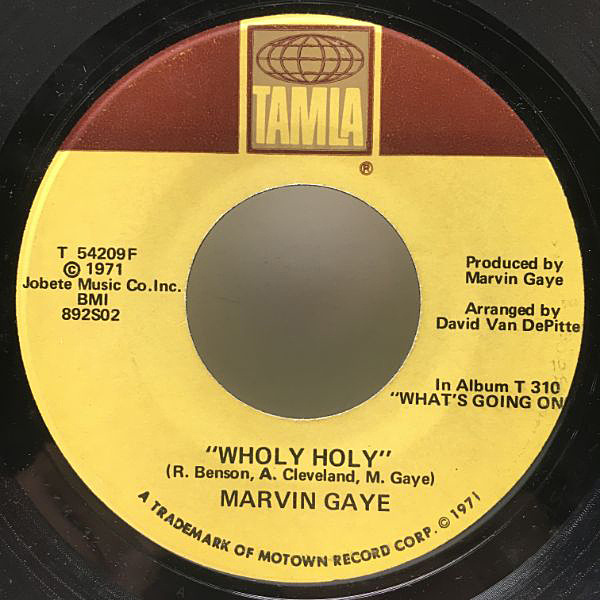 TAMLA
®
T 54209F
© 1971
Jobete Music Co.Inc.
BMI
892S02
Produced by
Marvin Gaye
Arranged by
David Van DePitte
In Album T 310
"WHAT'S GOING ON
"WHOLY HOLY"
(R. Benson, A. Cleveland, M. Gaye)
MARVIN GAYE
A TRADEMARK OF MOTOWN RECORD CORP. © 1971